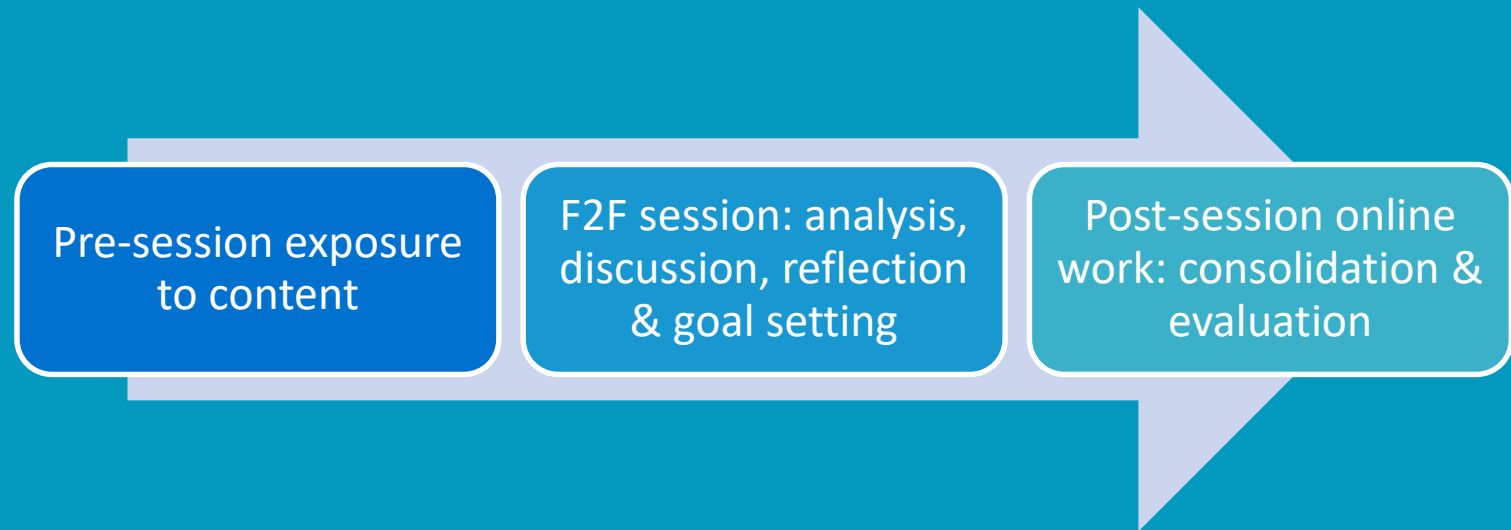 Pre-session exposure
to content
F2F session: analysis,
discussion, reflection
& goal setting
Post-session online
work: consolidation &
evaluation